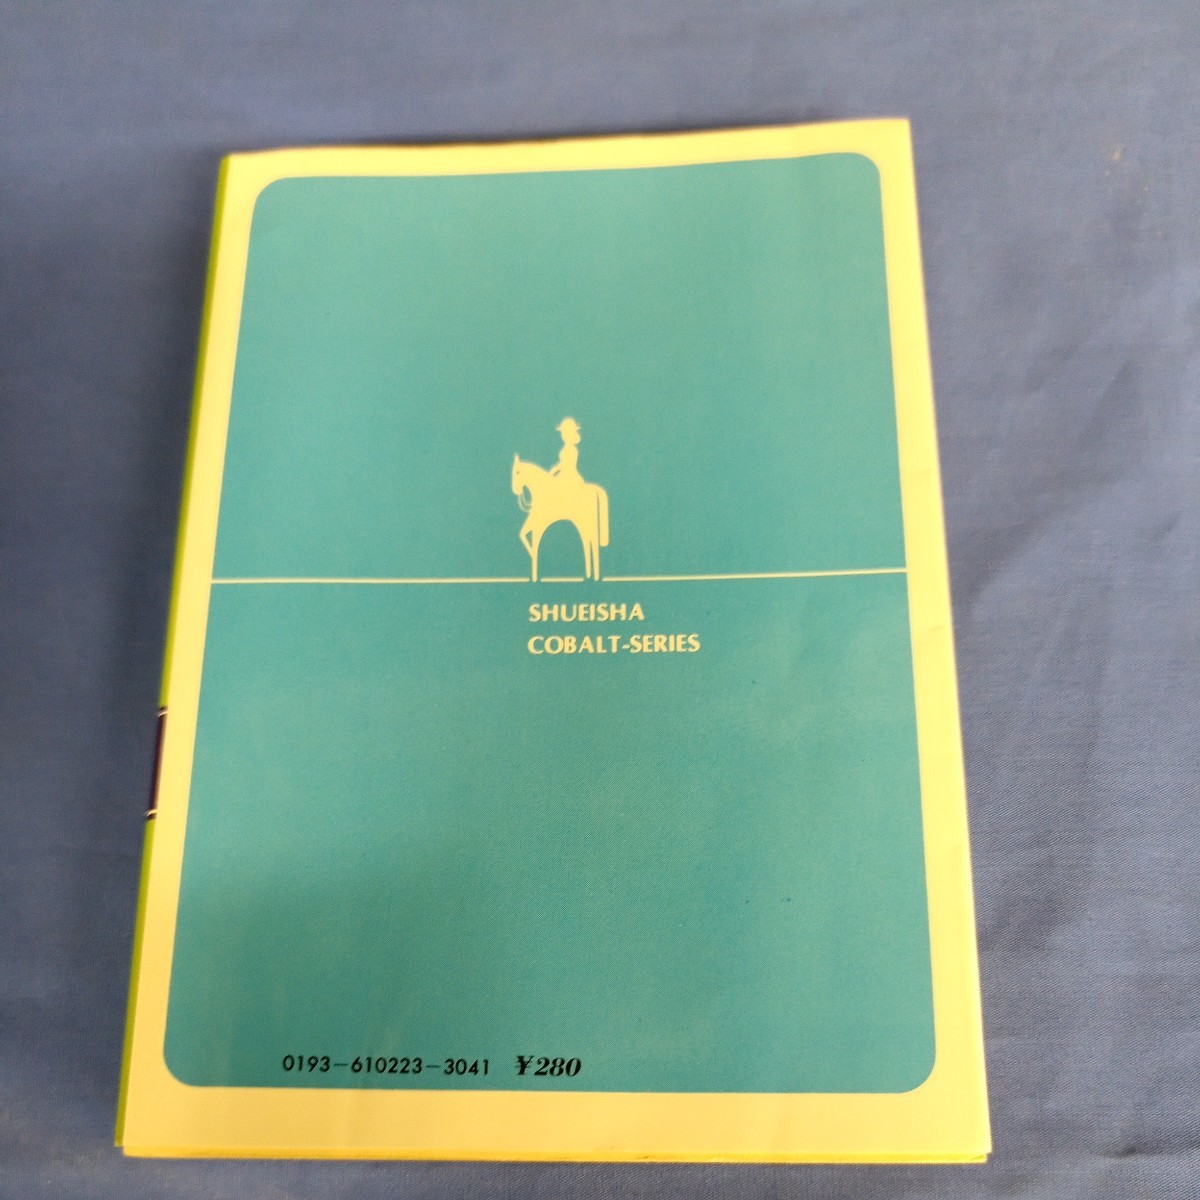 SHUEISHA
COBALT-SERIES
0193-610223-3041 ¥280